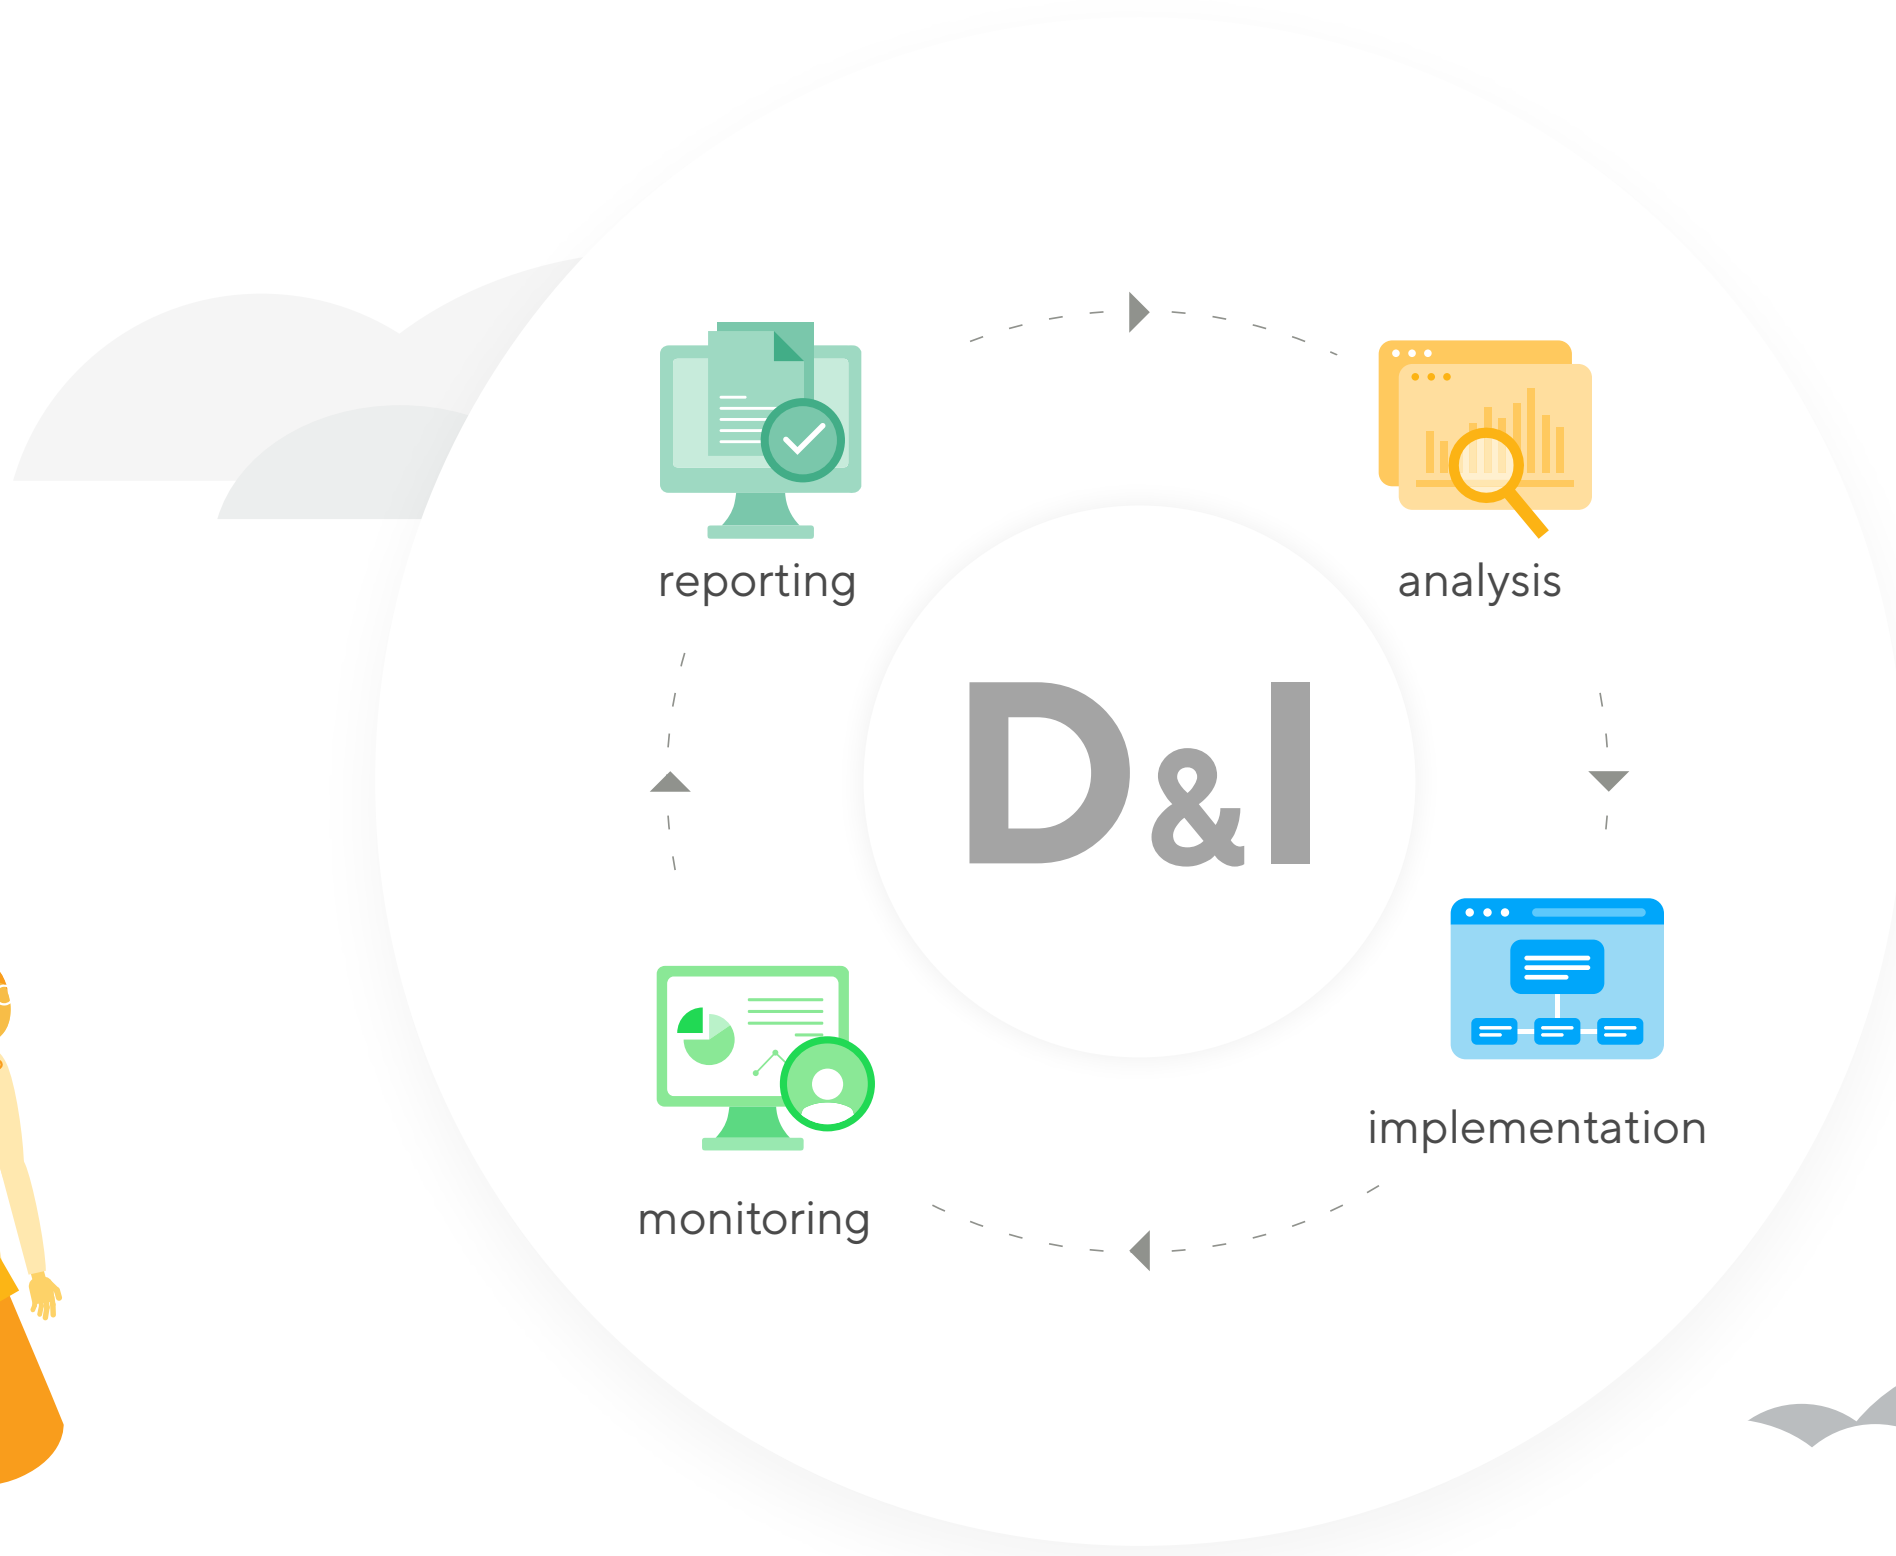 reporting
analysis
D&I
implementation
monitoring